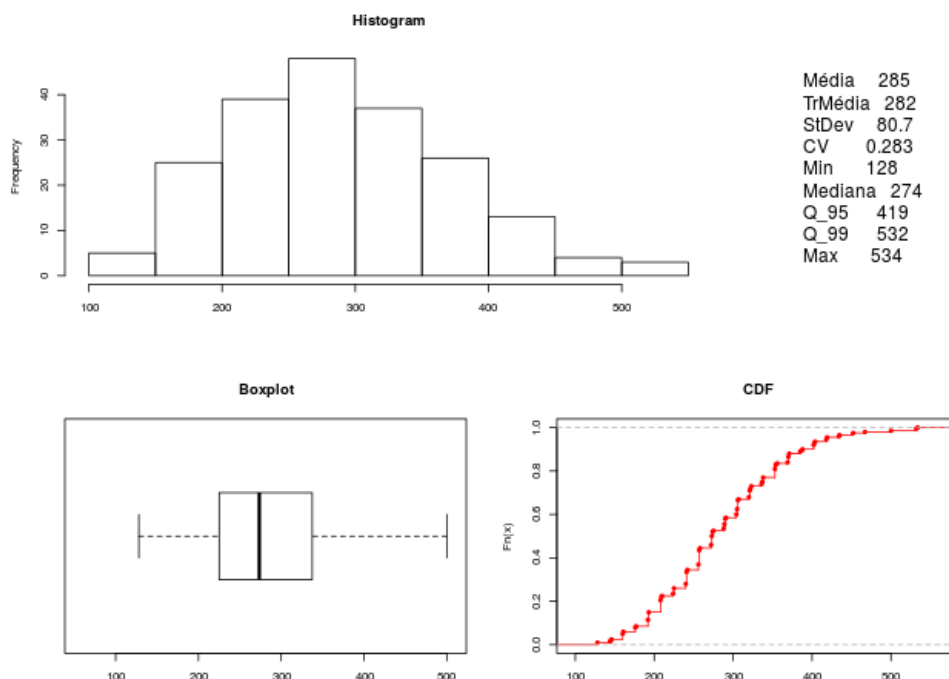 Histogram
Frequency
0 10 20 30 40
100 200 300 400 500
Média 285
TrMédia 282
StDev 80.7
CV 0.283
Min 128
Mediana 274
Q_95 419
Q_99 532
Max 534
Boxplot
100 200 300 400 500
CDF
Fn(x)
0.0 0.2 0.4 0.6 0.8 1.0
100 200 300 400 500